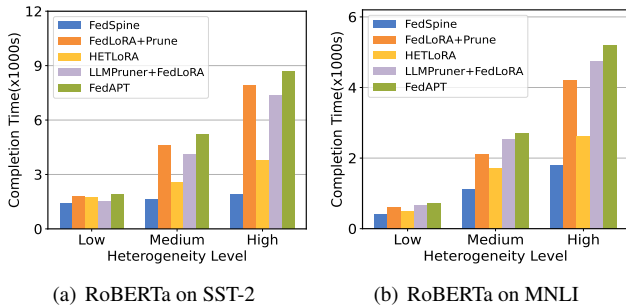 12
9
6
3
0
Completion Time(x1000s)
FedSpine
FedLoRA+Prune
HETLoRA
LLMPruner+FedLoRA
FedAPT
Low Medium High
Heterogeneity Level
(a) RoBERTa on SST-2
6
4
2
0
Completion Time(x1000s)
FedSpine
FedLoRA+Prune
HETLoRA
LLMPruner+FedLoRA
FedAPT
Low Medium High
Heterogeneity Level
(b) RoBERTa on MNLI